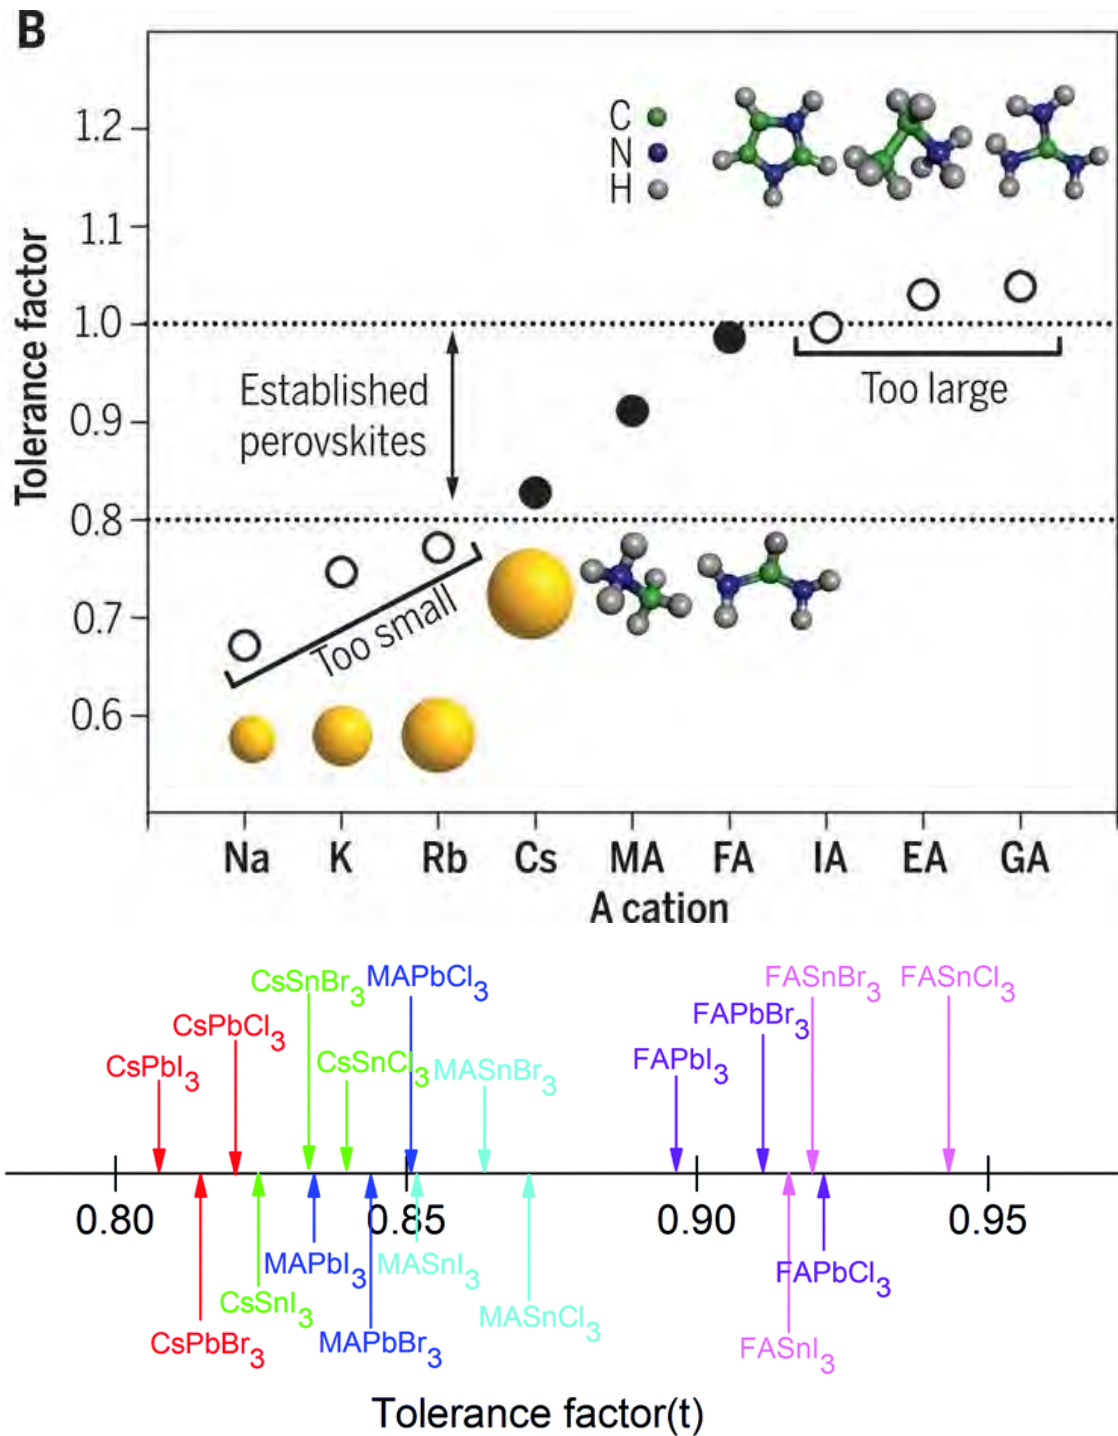 B
Tolerance factor
1.2
1.1
1.0
0.9
0.8
0.7
0.6
C
N
H
Established
perovskites
Too large
Too small
Na K Rb Cs MA FA IA EA GA
A cation
CsSnBr₃ MAPbCl₃ FASnBr₃ FASnCl₃
CsPbCl₃ FAPbBr₃
CsPbI₃ CsSnCl₃ MASnBr₃ FAPbI₃
0.80 0.85 0.90 0.95
MAPbI₃ MASnI₃ FAPbCl₃
CsSnI₃ MASnCl₃
CsPbBr₃ MAPbBr₃ FASnI₃
Tolerance factor(t)